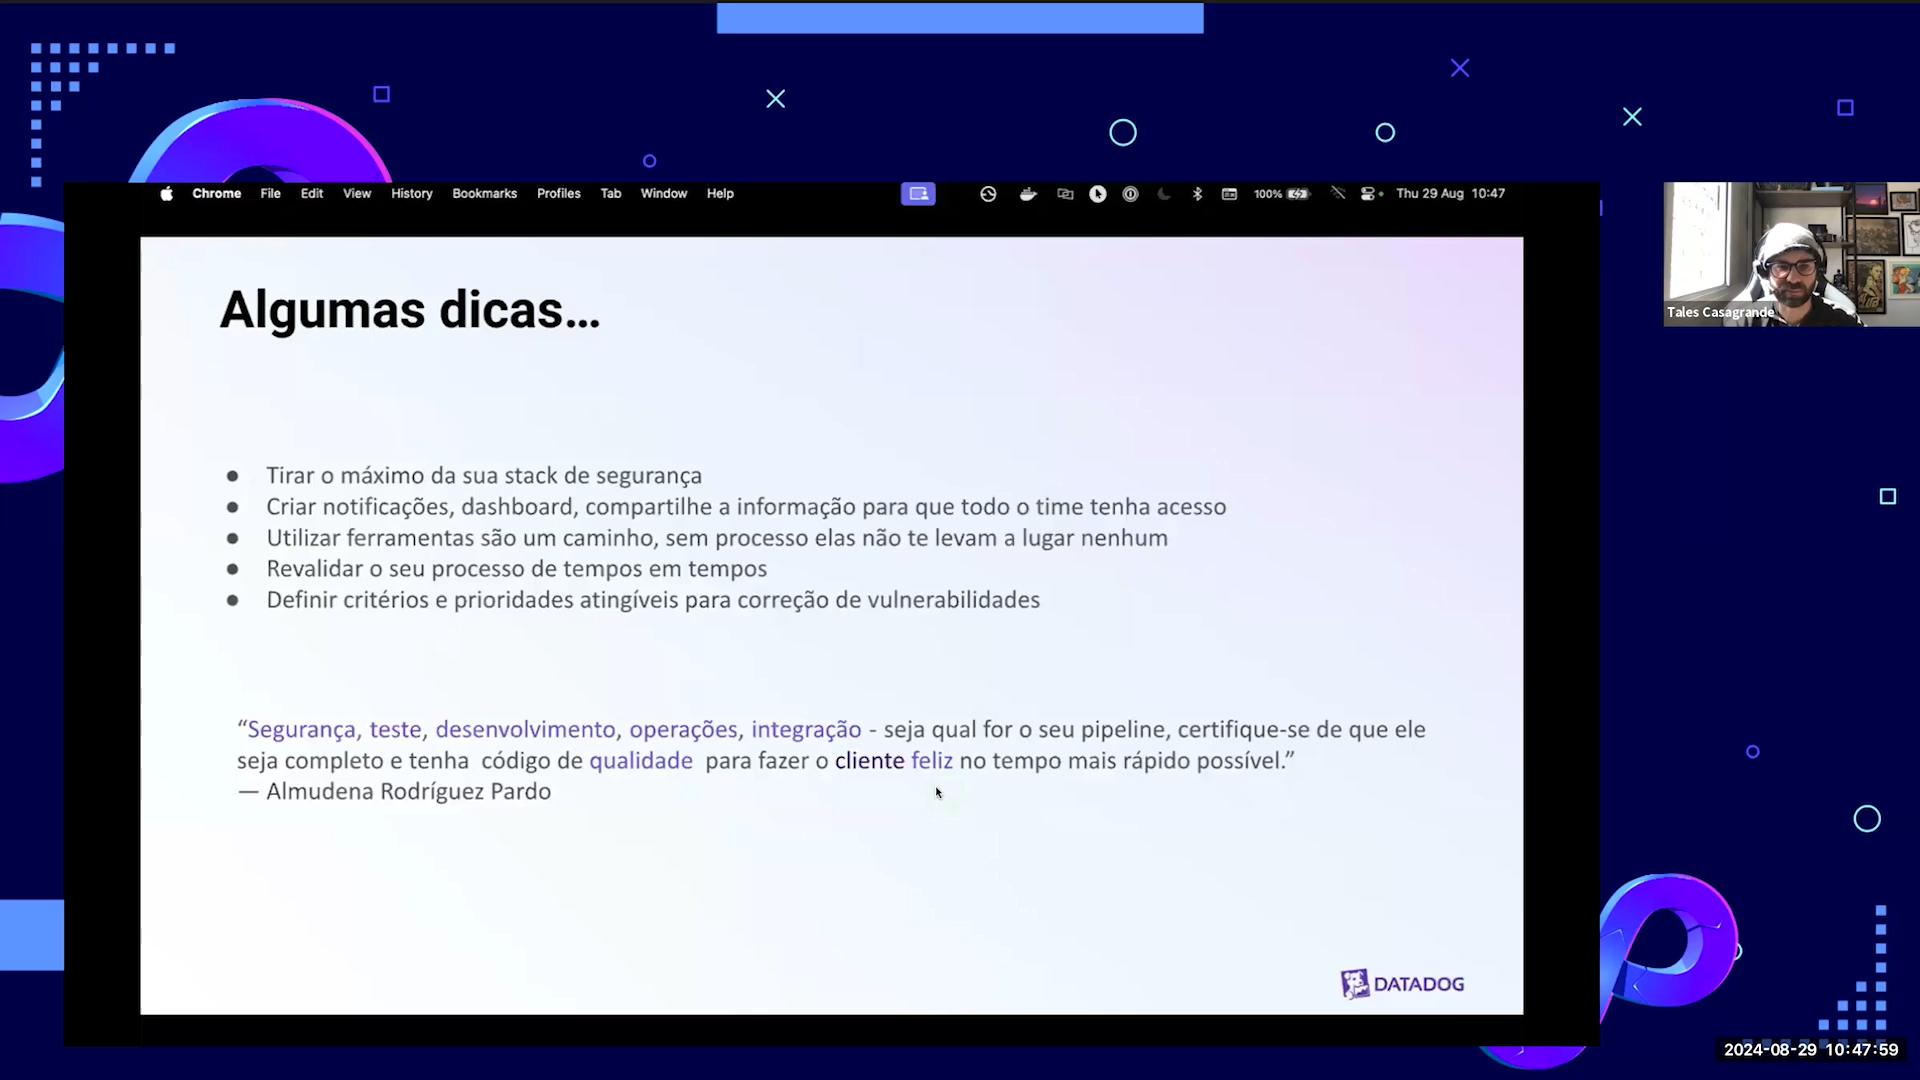 Chrome File Edit View History Bookmarks Profiles Tab Window Help 100% Thu 29 Aug 10:47
Algumas dicas...
● Tirar o máximo da sua stack de segurança
● Criar notificações, dashboard, compartilhe a informação para que todo o time tenha acesso
● Utilizar ferramentas são um caminho, sem processo elas não te levam a lugar nenhum
● Revalidar o seu processo de tempos em tempos
● Definir critérios e prioridades atingíveis para correção de vulnerabilidades
“Segurança, teste, desenvolvimento, operações, integração - seja qual for o seu pipeline, certifique-se de que ele
seja completo e tenha código de qualidade para fazer o cliente feliz no tempo mais rápido possível.”
— Almudena Rodríguez Pardo
DATADOG
Tales Casagrande
2024-08-29 10:47:59